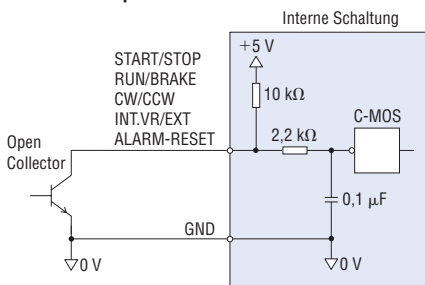 Interne Schaltung
+5 V
START/STOP
RUN/BRAKE
CW/CCW
INT.VR/EXT
ALARM-RESET
10 kΩ
C-MOS
2,2 kΩ
Open
Collector
0,1 μF
GND
0 V
0 V